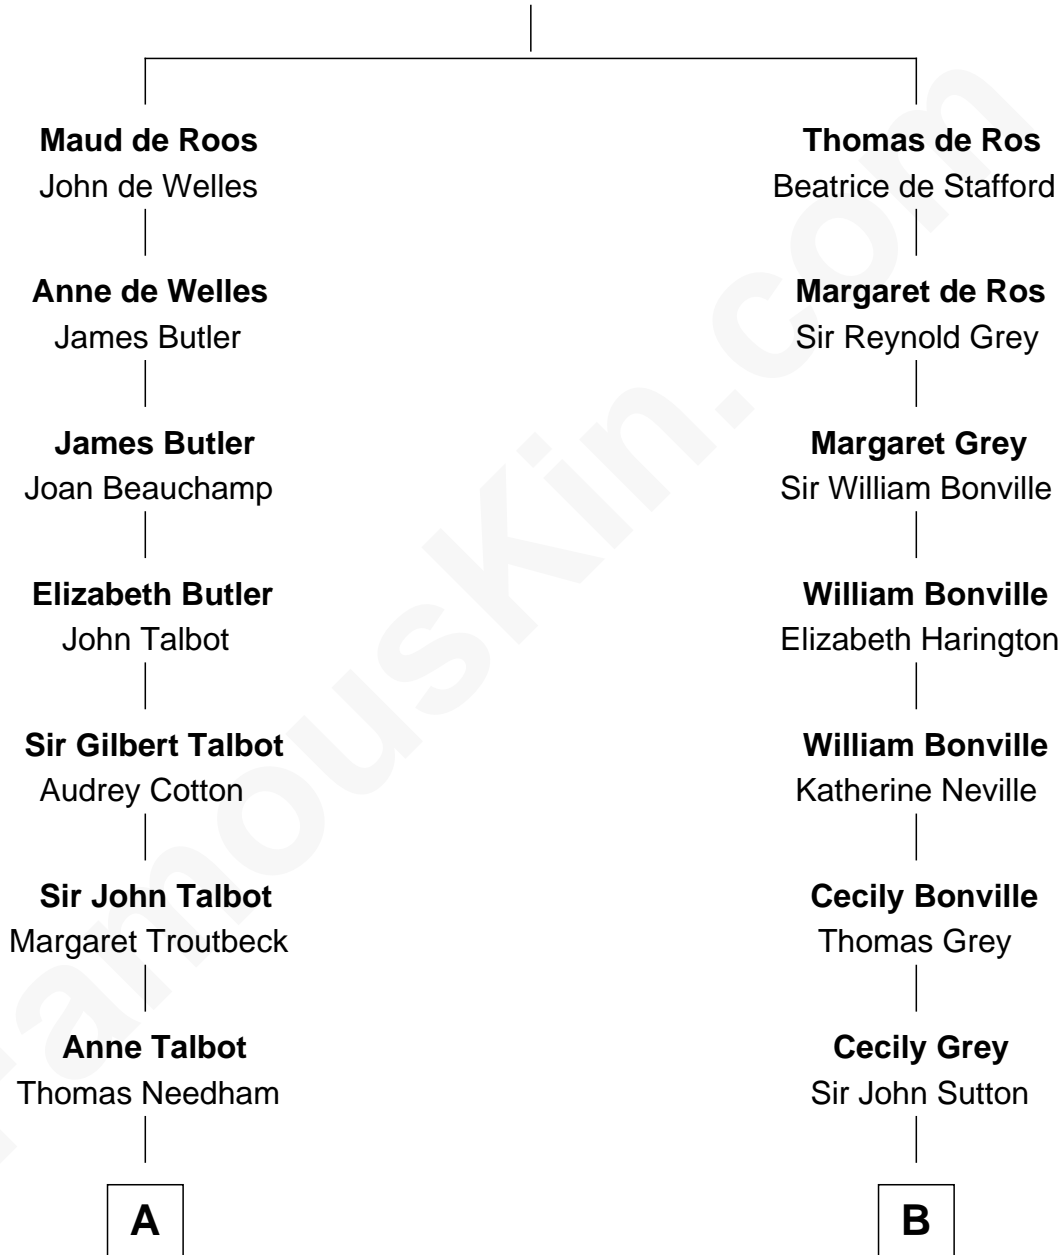 Maud de Roos
John de Welles
Anne de Welles
James Butler
James Butler
Joan Beauchamp
Elizabeth Butler
John Talbot
Sir Gilbert Talbot
Audrey Cotton
Sir John Talbot
Margaret Troutbeck
Anne Talbot
Thomas Needham
A
Thomas de Ros
Beatrice de Stafford
Margaret de Ros
Sir Reynold Grey
Margaret Grey
Sir William Bonville
William Bonville
Elizabeth Harington
William Bonville
Katherine Neville
Cecily Bonville
Thomas Grey
Cecily Grey
Sir John Sutton
B
FamousKin.com